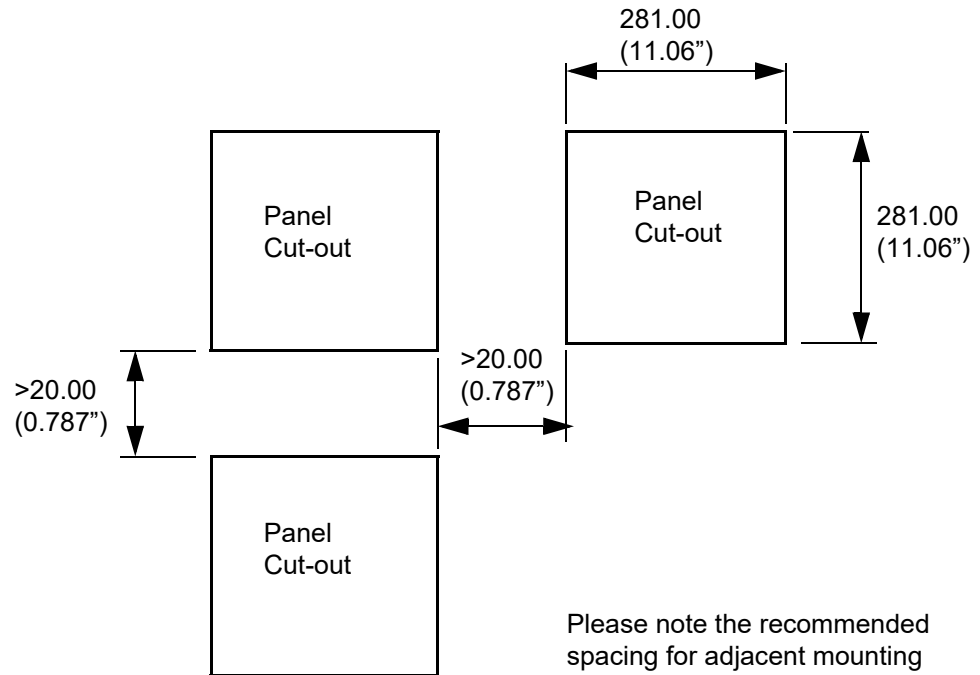 281.00
(11.06”)
Panel
Cut-out
Panel
Cut-out
281.00
(11.06”)
>20.00
(0.787”)
>20.00
(0.787”)
Panel
Cut-out
Please note the recommended
spacing for adjacent mounting